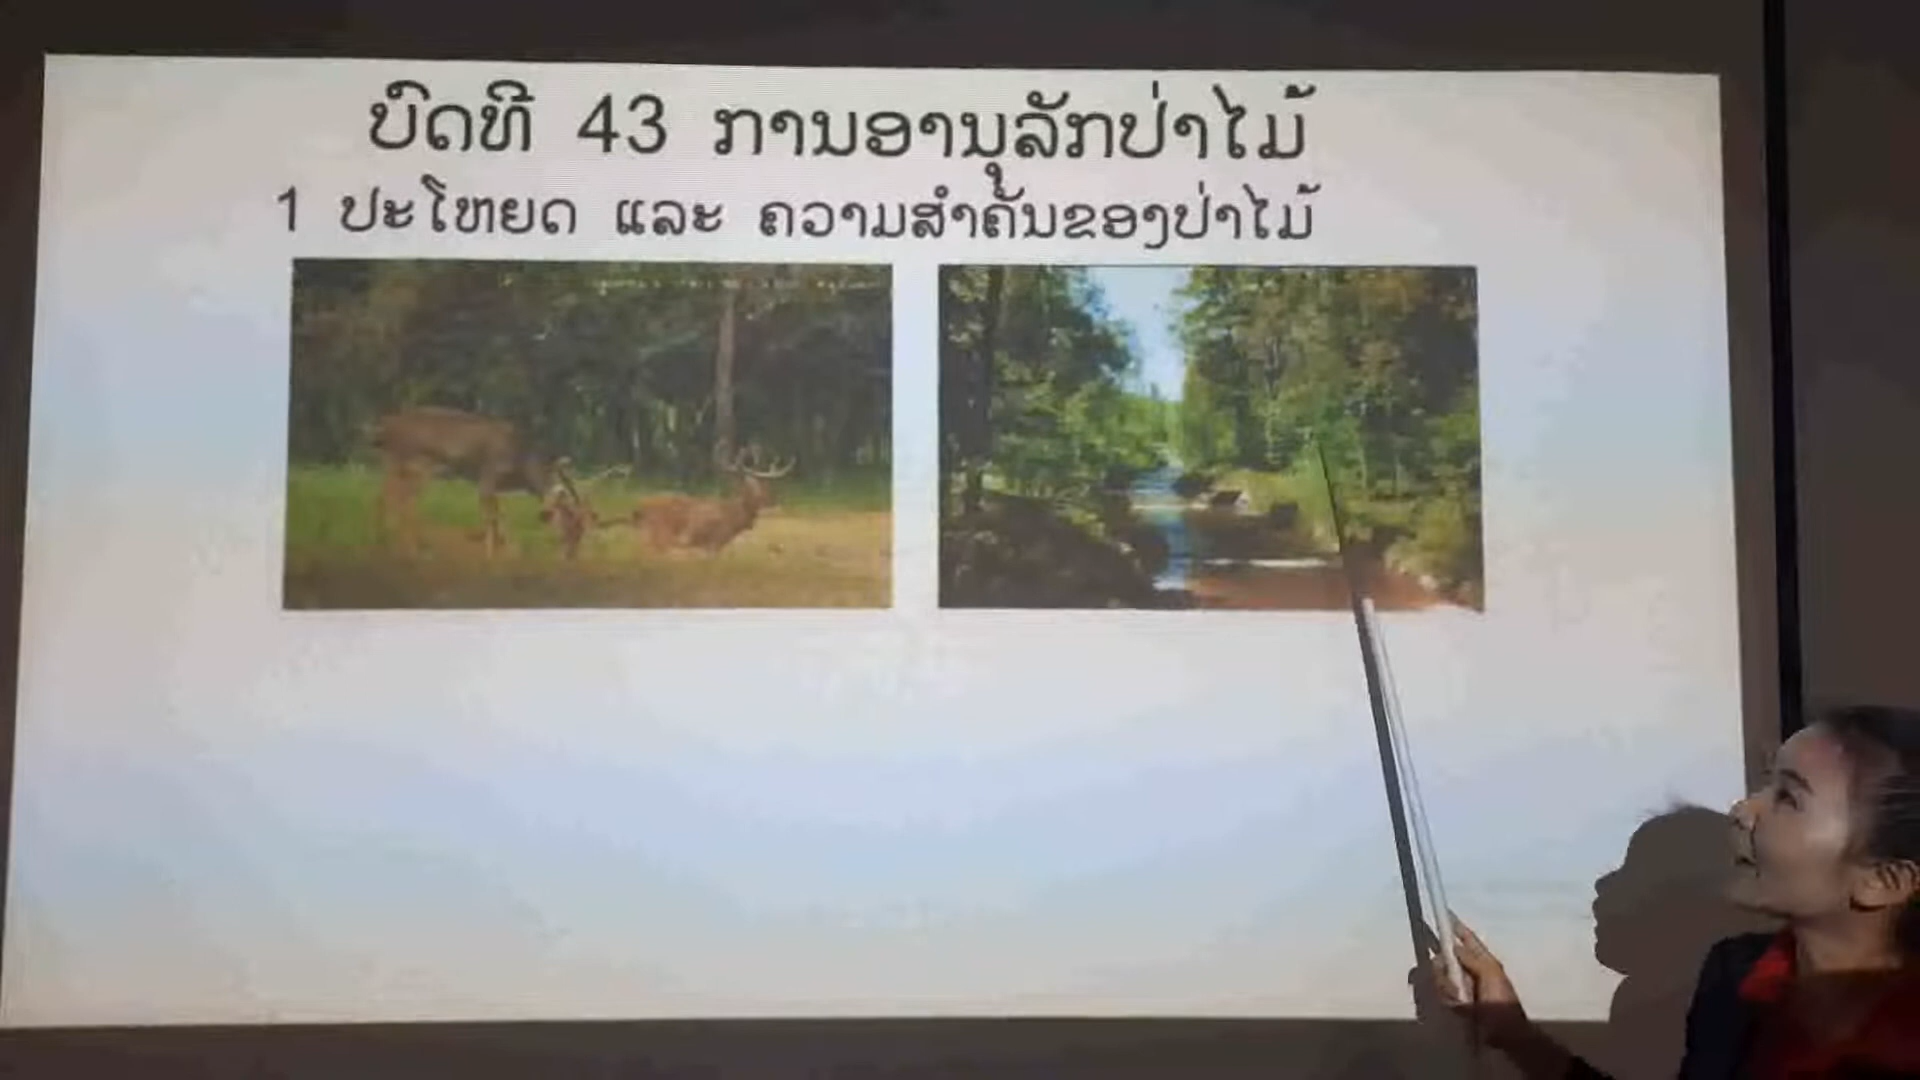 ບົດທີ 43 ການອານຸລັກປ່າໄມ້
1 ປະໂຫຍດ ແລະ ຄວາມສຳຄັນຂອງປ່າໄມ້